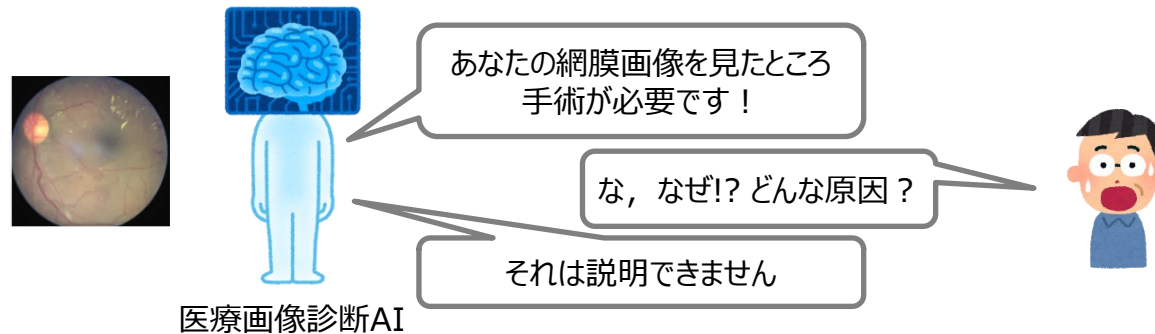 あなたの網膜画像を見たところ
手術が必要です！
な，なぜ!? どんな原因？
それは説明できません
医療画像診断AI